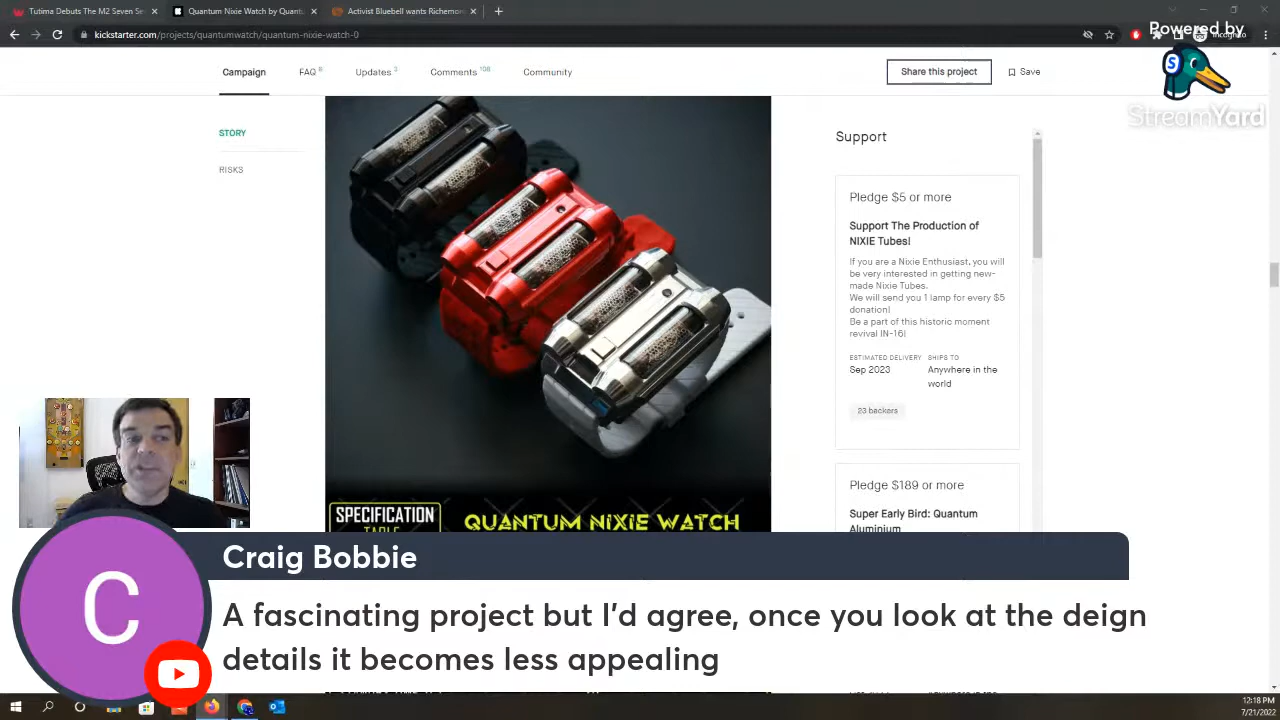 Tutima Debuts The M2 Seven Se
Quantum Nixie Watch by Quant
Activist Bluebell wants Richemon
kickstarter.com/projects/quantumwatch/quantum-nixie-watch-0
Powered by
StreamYard
Campaign
FAQ 8
Updates 3
Comments 106
Community
Share this project
Save
STORY
RISKS
Support
Pledge $5 or more
Support The Production of
NIXIE Tubes!
If you are a Nixie Enthusiast, you will
be very interested in getting new-
made Nixie Tubes.
We will send you 1 lamp for every $5
donation!
Be a part of this historic moment
revival IN-16!
ESTIMATED DELIVERY
SHIPS TO
Sep 2023
Anywhere in the
world
23 backers
Pledge $189 or more
Super Early Bird: Quantum
Aluminium
SPECIFICATION
TABLE
QUANTUM NIXIE WATCH
Craig Bobbie
C
A fascinating project but I'd agree, once you look at the deign
details it becomes less appealing
12:18 PM
7/21/2022